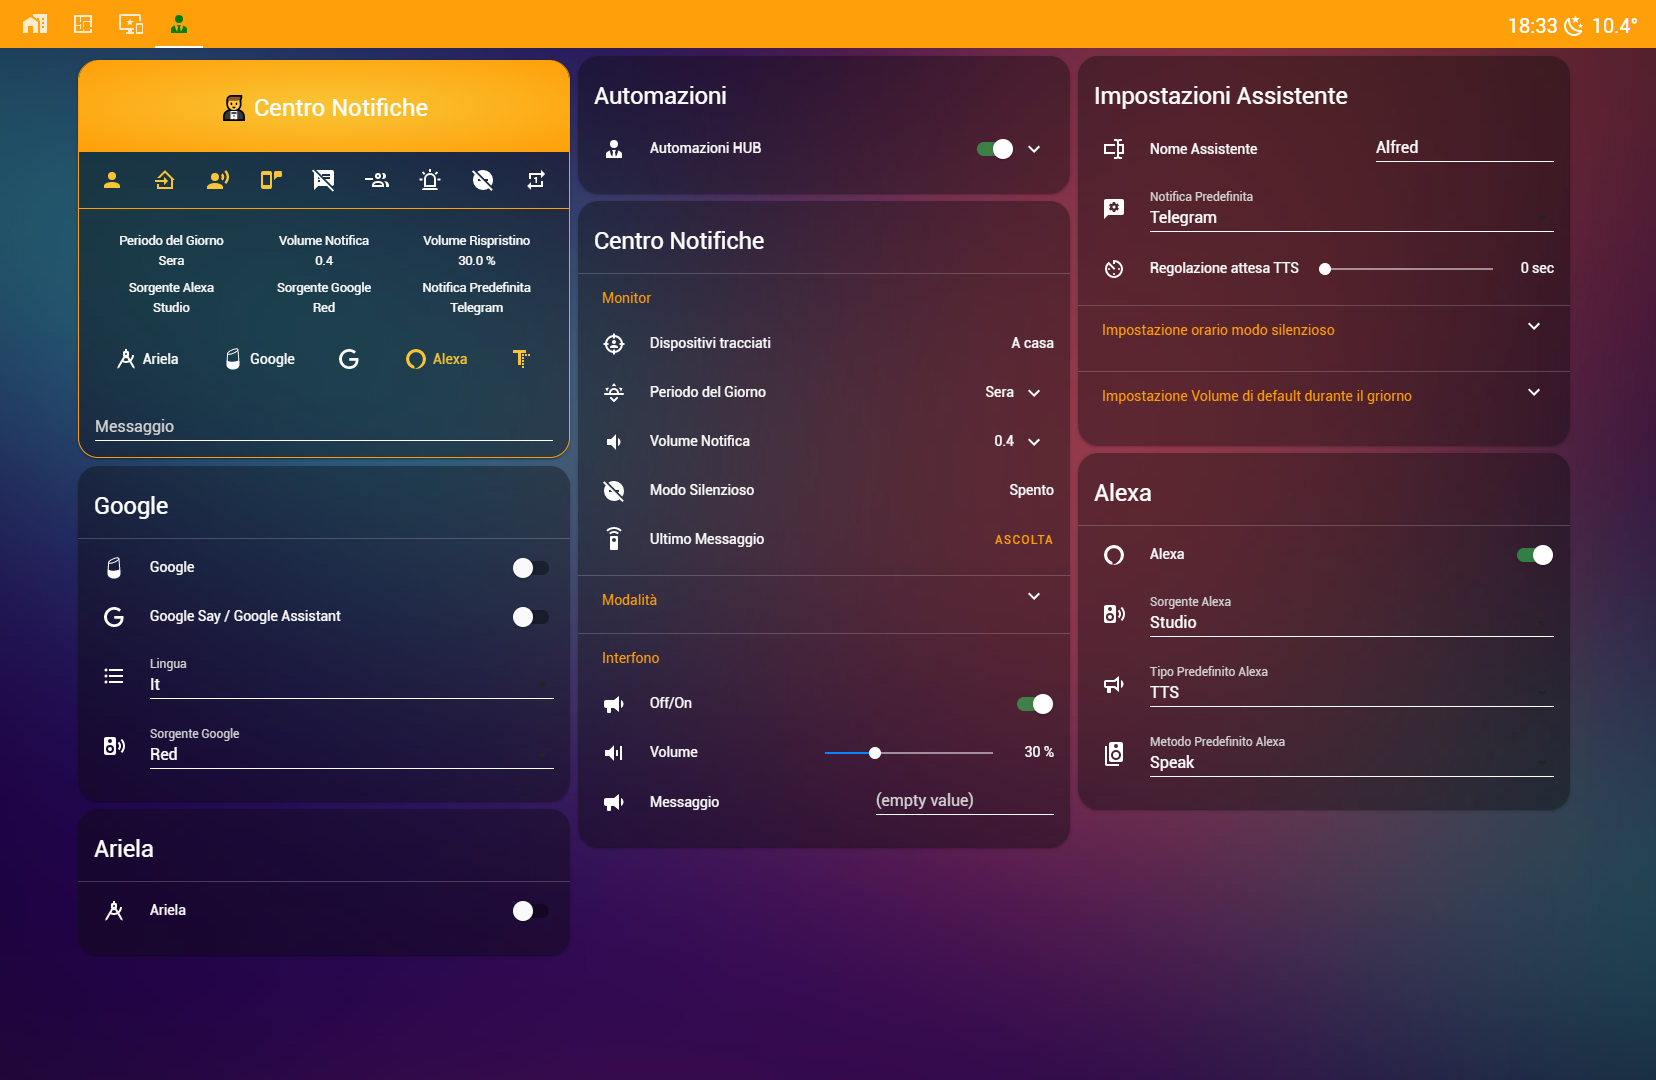 18:33 10.4°
Centro Notifiche
Periodo del Giorno
Sera
Volume Notifica
0.4
Volume Rispristino
30.0 %
Sorgente Alexa
Studio
Sorgente Google
Red
Notifica Predefinita
Telegram
Ariela
Google
Alexa
Messaggio
Google
Google
Google Say / Google Assistant
Lingua
It
Sorgente Google
Red
Ariela
Ariela
Automazioni
Automazioni HUB
Centro Notifiche
Monitor
Dispositivi tracciati A casa
Periodo del Giorno Sera
Volume Notifica 0.4
Modo Silenzioso Spento
Ultimo Messaggio ASCOLTA
Modalità
Interfono
Off/On
Volume 30 %
Messaggio (empty value)
Impostazioni Assistente
Nome Assistente Alfred
Notifica Predefinita
Telegram
Regolazione attesa TTS 0 sec
Impostazione orario modo silenzioso
Impostazione Volume di default durante il griorno
Alexa
Alexa
Sorgente Alexa
Studio
Tipo Predefinito Alexa
TTS
Metodo Predefinito Alexa
Speak